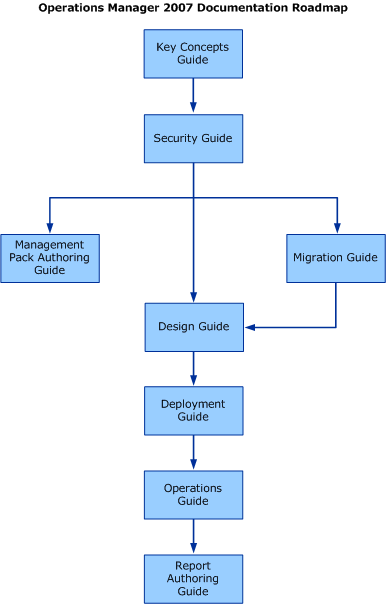 Operations Manager 2007 Documentation Roadmap
Key Concepts
Guide
Security Guide
Management
Pack Authoring
Guide
Migration Guide
Design Guide
Deployment
Guide
Operations
Guide
Report
Authoring
Guide